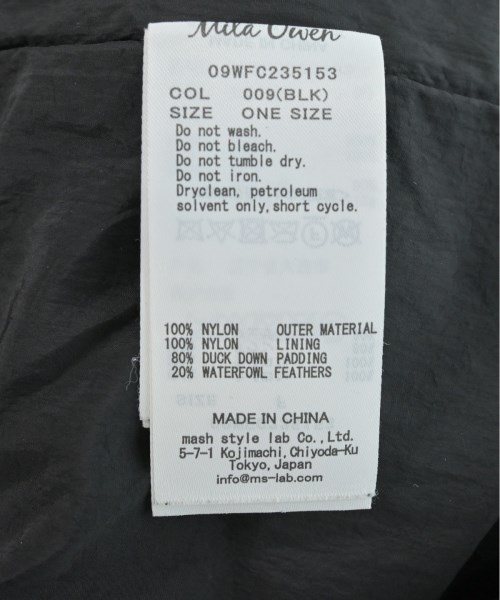 Mila Owen
09WFC235153
COL 009(BLK)
SIZE ONE SIZE
Do not wash.
Do not bleach.
Do not tumble dry.
Do not iron.
Dryclean, petroleum
solvent only,short cycle.
100% NYLON OUTER MATERIAL
100% NYLON LINING
80% DUCK DOWN PADDING
20% WATERFOWL FEATHERS
MADE IN CHINA
mash style lab Co.,Ltd.
5-7-1 Kojimachi,Chiyoda-Ku
Tokyo,Japan
info@ms-lab.com